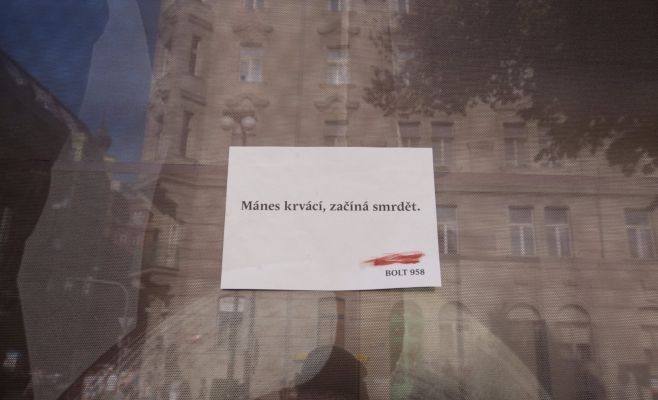 Mánes krvácí, začíná smrdět.
BOLT 958